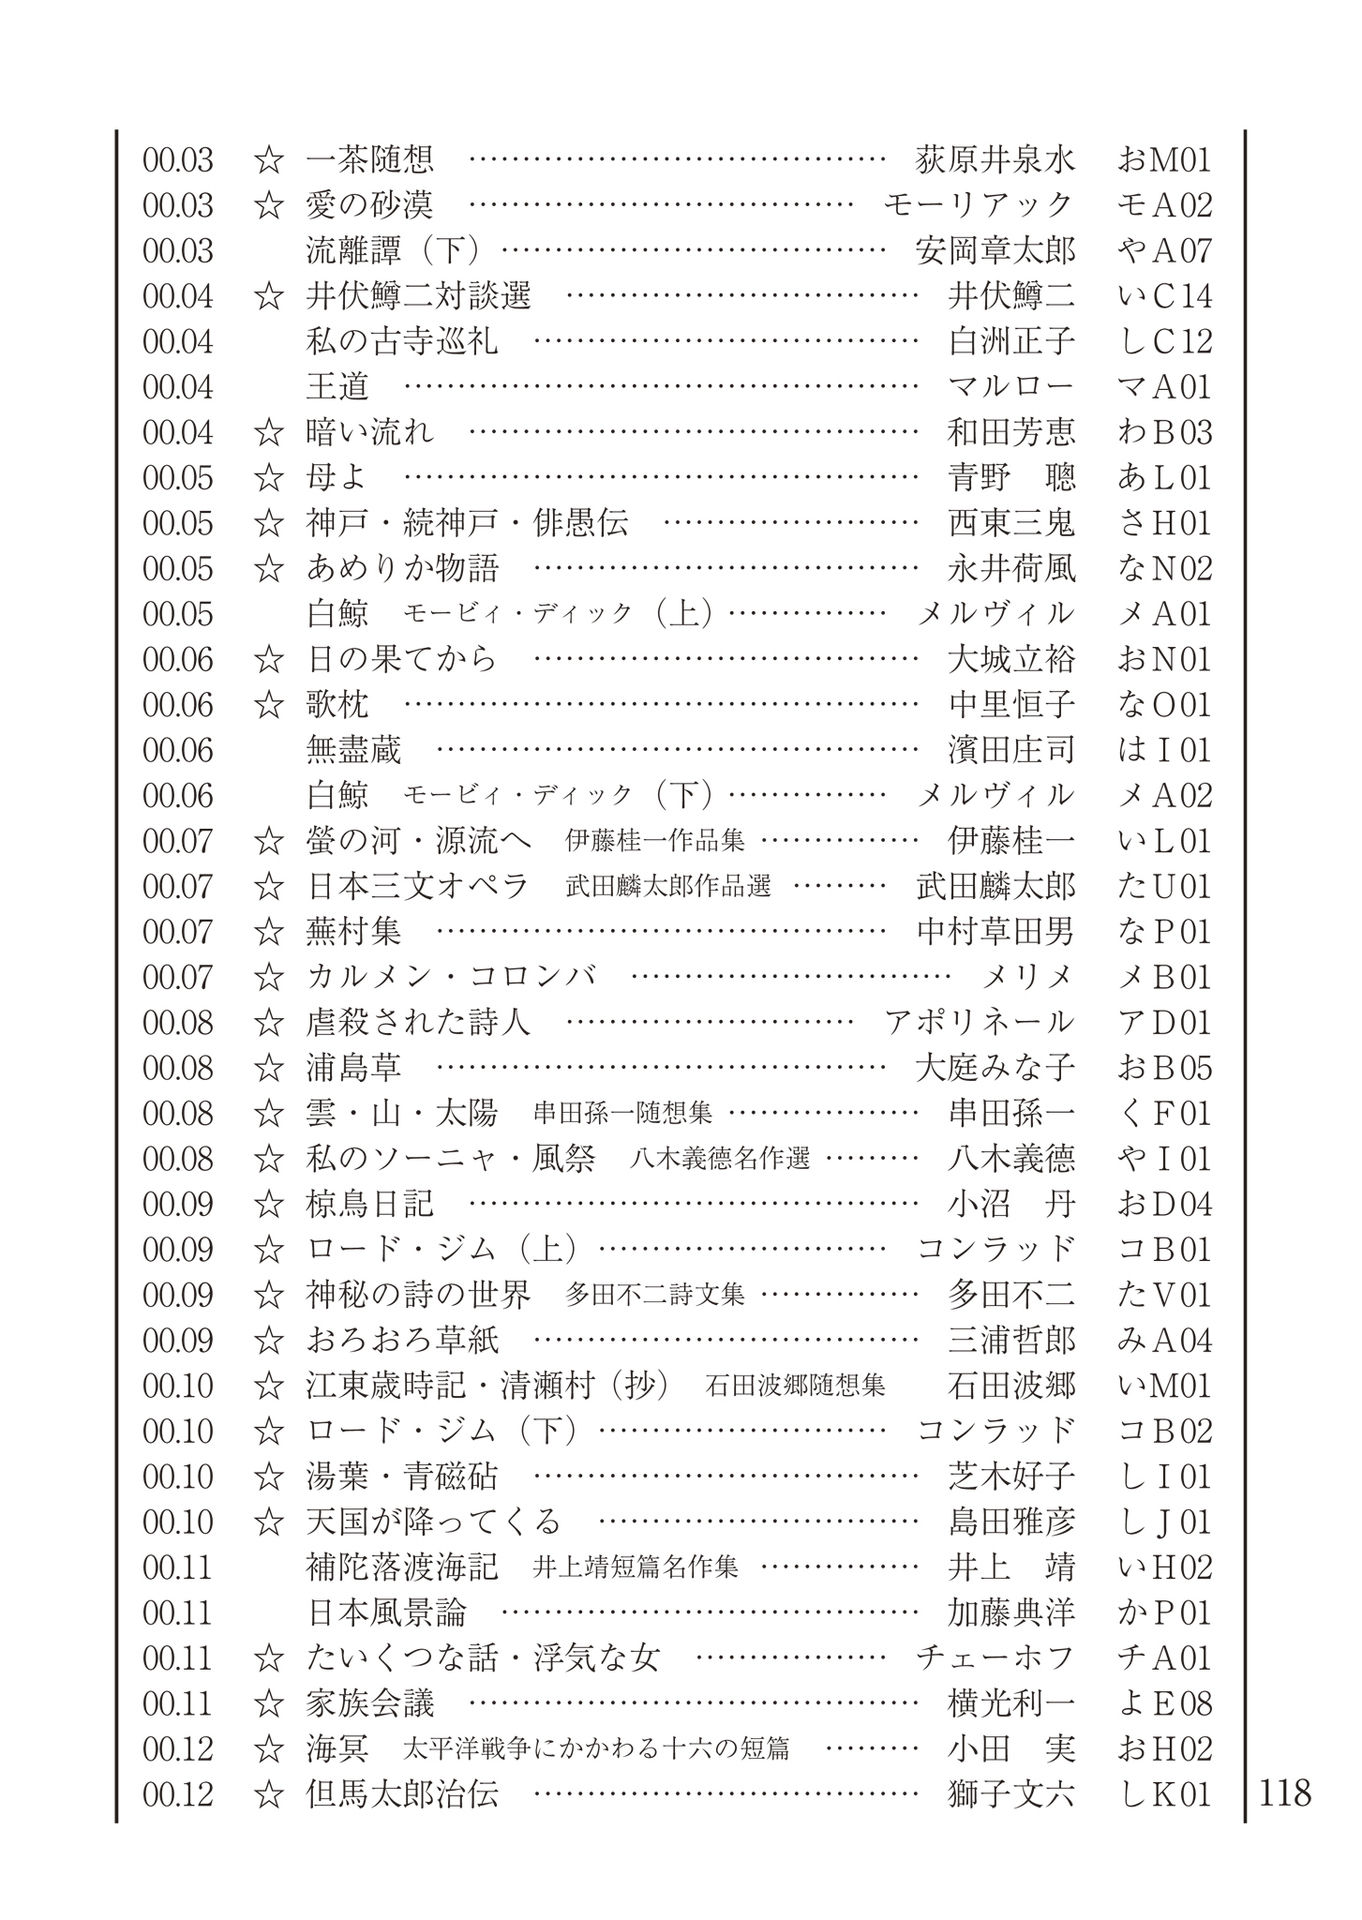 00.03 ☆ 一茶随想 …………………………………… 荻原井泉水 おM01
00.03 ☆ 愛の砂漠 ………………………………… モーリアック モA02
00.03 流離譚（下）………………………………… 安岡章太郎 やA07
00.04 ☆ 井伏鱒二対談選 ……………………………… 井伏鱒二 いC14
00.04 私の古寺巡礼 ………………………………… 白洲正子 しC12
00.04 王道 ……………………………………………… マルロー マA01
00.04 ☆ 暗い流れ ……………………………………… 和田芳恵 わB03
00.05 ☆ 母よ ……………………………………………… 青野　聰 あL01
00.05 ☆ 神戸・続神戸・俳愚伝 …………………… 西東三鬼 さH01
00.05 ☆ あめりか物語 ………………………………… 永井荷風 なN02
00.05 白鯨　モービィ・ディック（上）…………… メルヴィル メA01
00.06 ☆ 日の果てから ………………………………… 大城立裕 おN01
00.06 ☆ 歌枕 ……………………………………………… 中里恒子 なO01
00.06 無盡蔵 ………………………………………… 濱田庄司 はI01
00.06 白鯨　モービィ・ディック（下）…………… メルヴィル メA02
00.07 ☆ 螢の河・源流へ　伊藤桂一作品集 …………… 伊藤桂一 いL01
00.07 ☆ 日本三文オペラ　武田麟太郎作品選 ……… 武田麟太郎 たU01
00.07 ☆ 蕪村集 ……………………………………… 中村草田男 なP01
00.07 ☆ カルメン・コロンバ ………………………… メリメ メB01
00.08 ☆ 虐殺された詩人 ……………………… アポリネール アD01
00.08 ☆ 浦島草 ……………………………………… 大庭みな子 おB05
00.08 ☆ 雲・山・太陽　串田孫一随想集 ……………… 串田孫一 くF01
00.08 ☆ 私のソーニャ・風祭　八木義德名作選 ……… 八木義德 やI01
00.09 ☆ 椋鳥日記 ……………………………………… 小沼　丹 おD04
00.09 ☆ ロード・ジム（上）……………………… コンラッド コB01
00.09 ☆ 神秘の詩の世界　多田不二詩文集 …………… 多田不二 たV01
00.09 ☆ おろおろ草紙 ………………………………… 三浦哲郎 みA04
00.10 ☆ 江東歳時記・清瀬村（抄）　石田波郷随想集 石田波郷 いM01
00.10 ☆ ロード・ジム（下）……………………… コンラッド コB02
00.10 ☆ 湯葉・青磁砧 ………………………………… 芝木好子 しI01
00.10 ☆ 天国が降ってくる …………………………… 島田雅彦 しJ01
00.11 補陀落渡海記　井上靖短篇名作集 …………… 井上　靖 いH02
00.11 日本風景論 …………………………………… 加藤典洋 かP01
00.11 ☆ たいくつな話・浮気な女 ……………… チェーホフ チA01
00.11 ☆ 家族会議 ……………………………………… 横光利一 よE08
00.12 ☆ 海冥　太平洋戦争にかかわる十六の短篇 ……… 小田　実 おH02
00.12 ☆ 但馬太郎治伝 ………………………………… 獅子文六 しK01
118